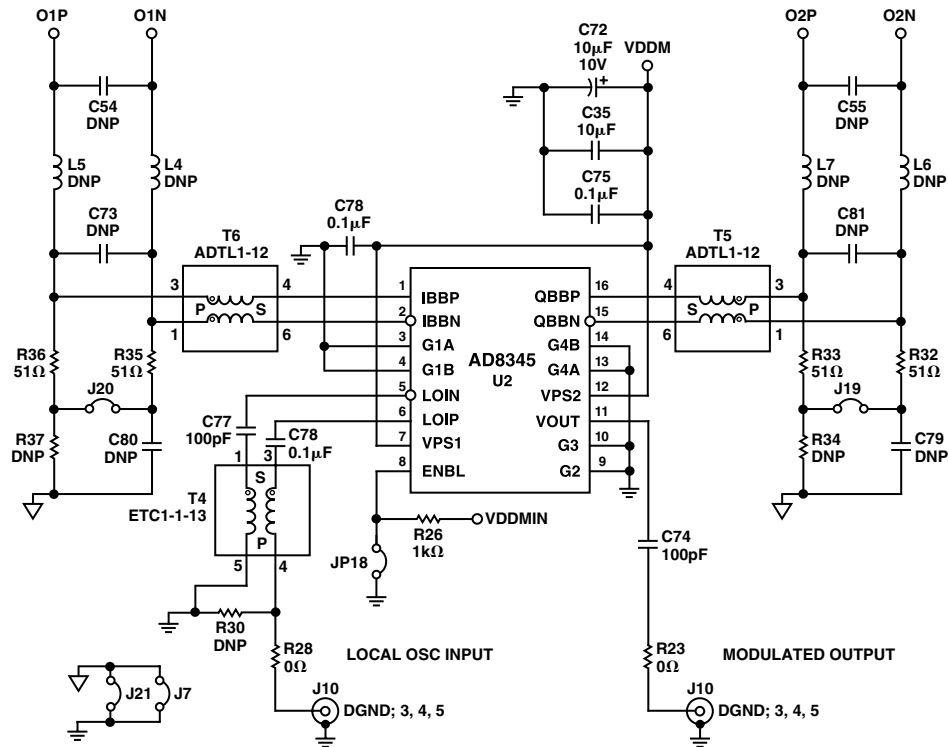 O1P
O1N
C54
DNP
L5
DNP
L4
DNP
C73
DNP
R36
51Ω
R35
51Ω
J20
R37
DNP
C80
DNP
T6
ADTL1-12
3
4
P
S
1
6
C78
0.1µF
C72
10µF
10V
+
VDDM
C35
10µF
C75
0.1µF
1
IBBP
2
IBBN
3
G1A
4
G1B
5
LOIN
6
LOIP
7
VPS1
8
ENBL
AD8345
U2
QBBP
16
QBBN
15
G4B
14
G4A
13
VPS2
12
VOUT
11
G3
10
G2
9
T5
ADTL1-12
4
3
S
P
6
1
O2P
O2N
C55
DNP
L7
DNP
L6
DNP
C81
DNP
R33
51Ω
R32
51Ω
J19
R34
DNP
C79
DNP
C77
100pF
C78
0.1µF
1
3
S
T4
ETC1-1-13
P
5
4
R30
DNP
R28
0Ω
JP18
R26
1kΩ
VDDMIN
C74
100pF
R23
0Ω
LOCAL OSC INPUT
J10
DGND; 3, 4, 5
MODULATED OUTPUT
J10
DGND; 3, 4, 5
J21
J7